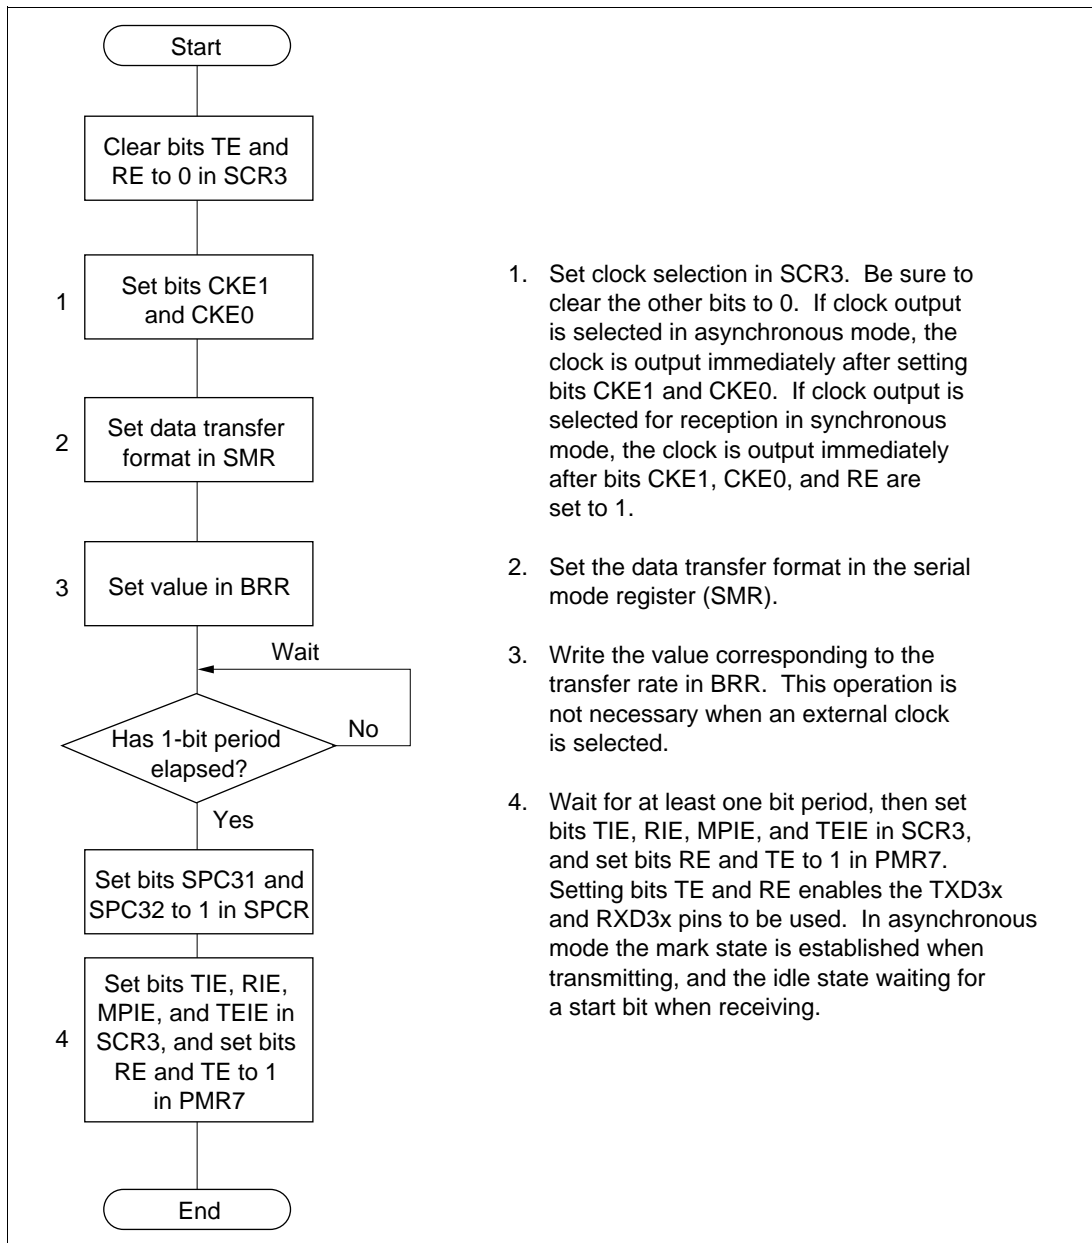 Start
Clear bits TE and
RE to 0 in SCR3
1
Set bits CKE1
and CKE0
2
Set data transfer
format in SMR
3
Set value in BRR
Wait
Has 1-bit period
elapsed?
No
Yes
Set bits SPC31 and
SPC32 to 1 in SPCR
4
Set bits TIE, RIE,
MPIE, and TEIE in
SCR3, and set bits
RE and TE to 1
in PMR7
End
1. Set clock selection in SCR3. Be sure to
clear the other bits to 0. If clock output
is selected in asynchronous mode, the
clock is output immediately after setting
bits CKE1 and CKE0. If clock output is
selected for reception in synchronous
mode, the clock is output immediately
after bits CKE1, CKE0, and RE are
set to 1.
2. Set the data transfer format in the serial
mode register (SMR).
3. Write the value corresponding to the
transfer rate in BRR. This operation is
not necessary when an external clock
is selected.
4. Wait for at least one bit period, then set
bits TIE, RIE, MPIE, and TEIE in SCR3,
and set bits RE and TE to 1 in PMR7.
Setting bits TE and RE enables the TXD3x
and RXD3x pins to be used. In asynchronous
mode the mark state is established when
transmitting, and the idle state waiting for
a start bit when receiving.